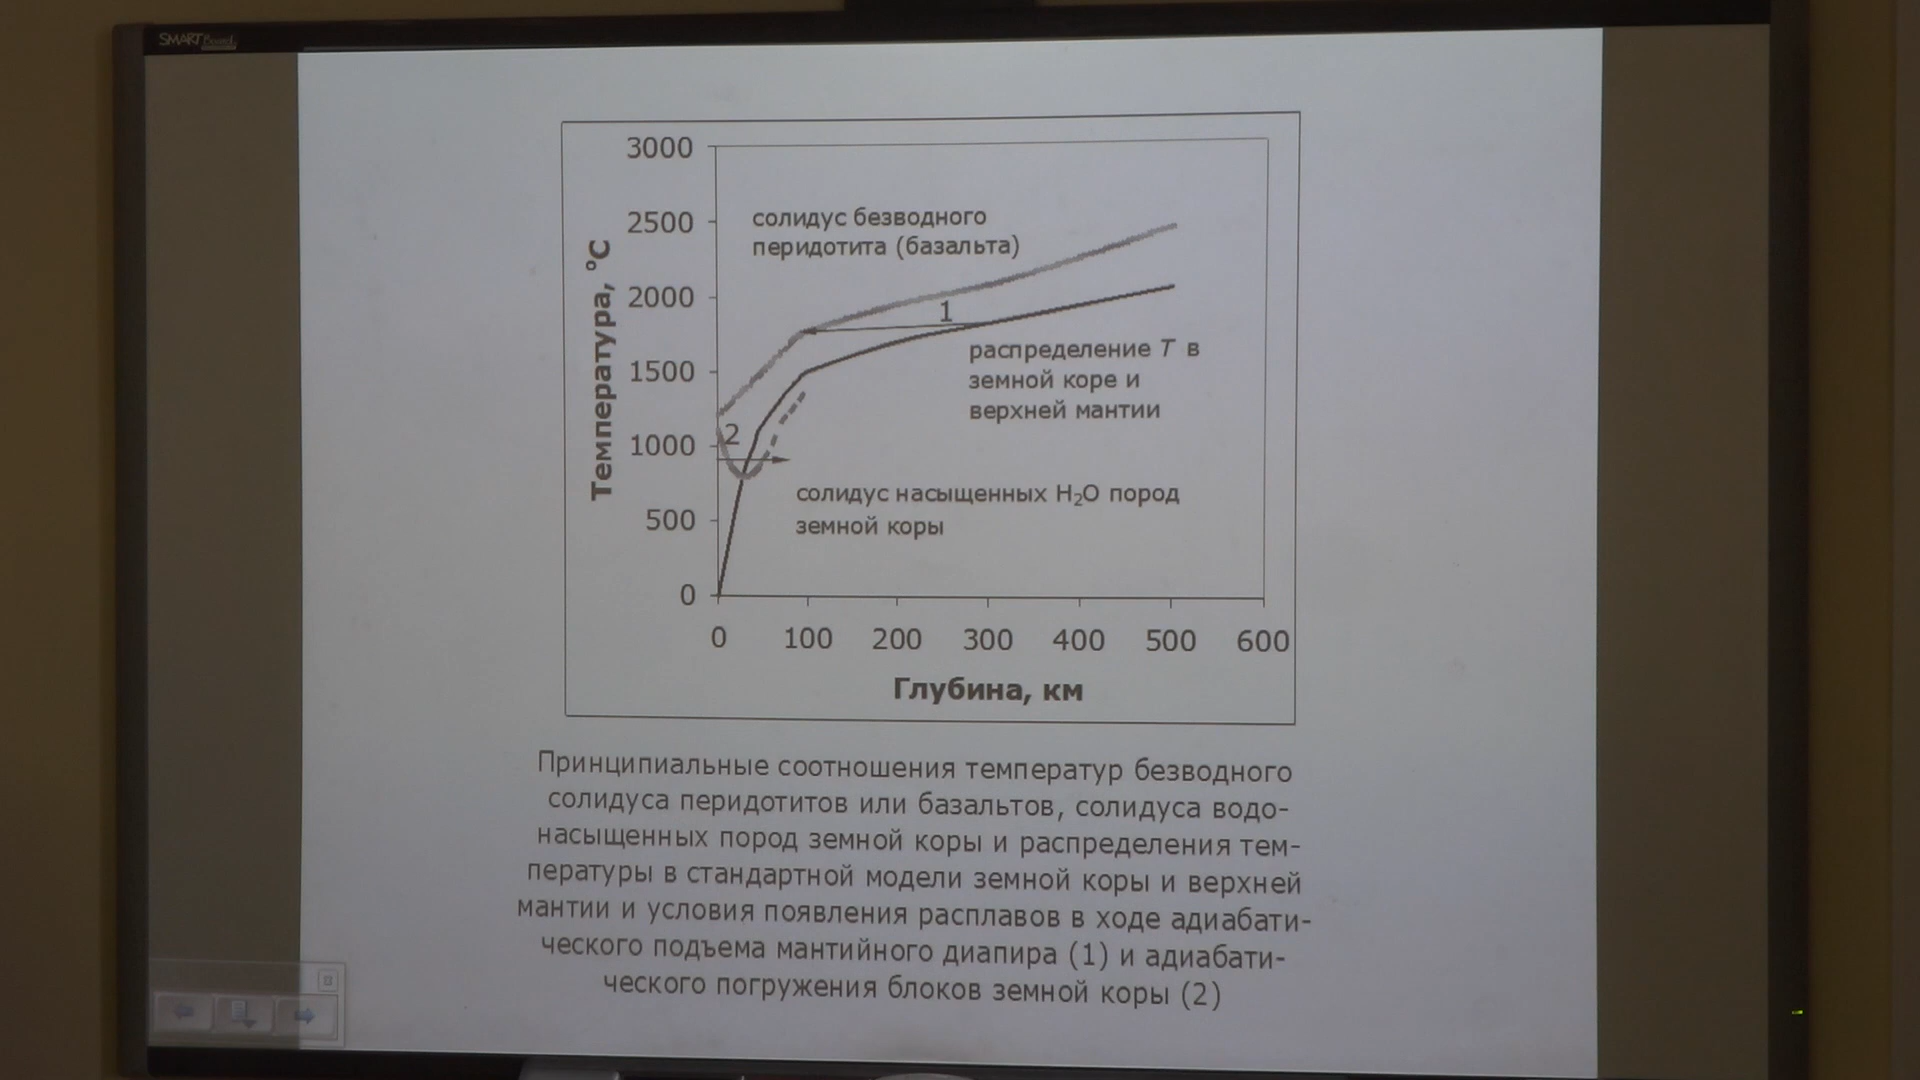 SMART Board
3000
солидус безводного
перидотита (базальта)
2500
2000
1
распределение T в
земной коре и
верхней мантии
1500
2
1000
солидус насыщенных H₂O пород
земной коры
500
0
Температура, °C
0 100 200 300 400 500 600
Глубина, км
Принципиальные соотношения температур безводного
солидуса перидотитов или базальтов, солидуса водо-
насыщенных пород земной коры и распределения тем-
пературы в стандартной модели земной коры и верхней
мантии и условия появления расплавов в ходе адиабати-
ческого подъема мантийного диапира (1) и адиабати-
ческого погружения блоков земной коры (2)